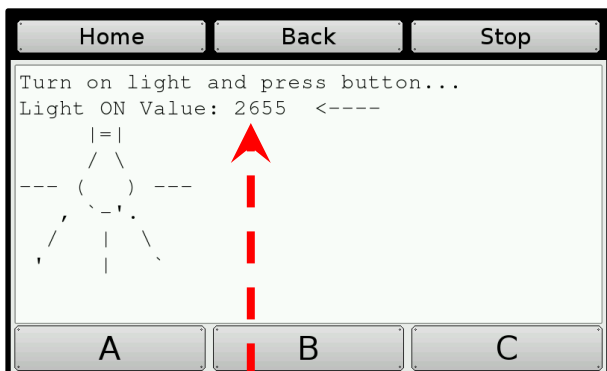 Home Back Stop
Turn on light and press button...
Light ON Value: 2655  <----
       |=|
       / \
--- (    ) ---
    , `-'.
   /    |   \
  '     |    `
A B C